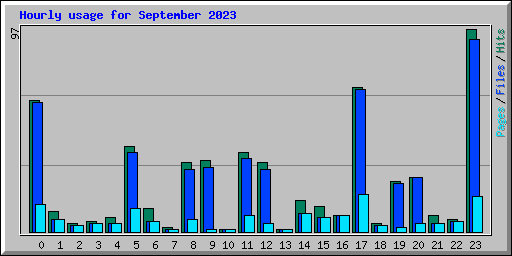 Hourly usage for September 2023
97
Pages / Files / Hits
0 1 2 3 4 5 6 7 8 9 10 11 12 13 14 15 16 17 18 19 20 21 22 23